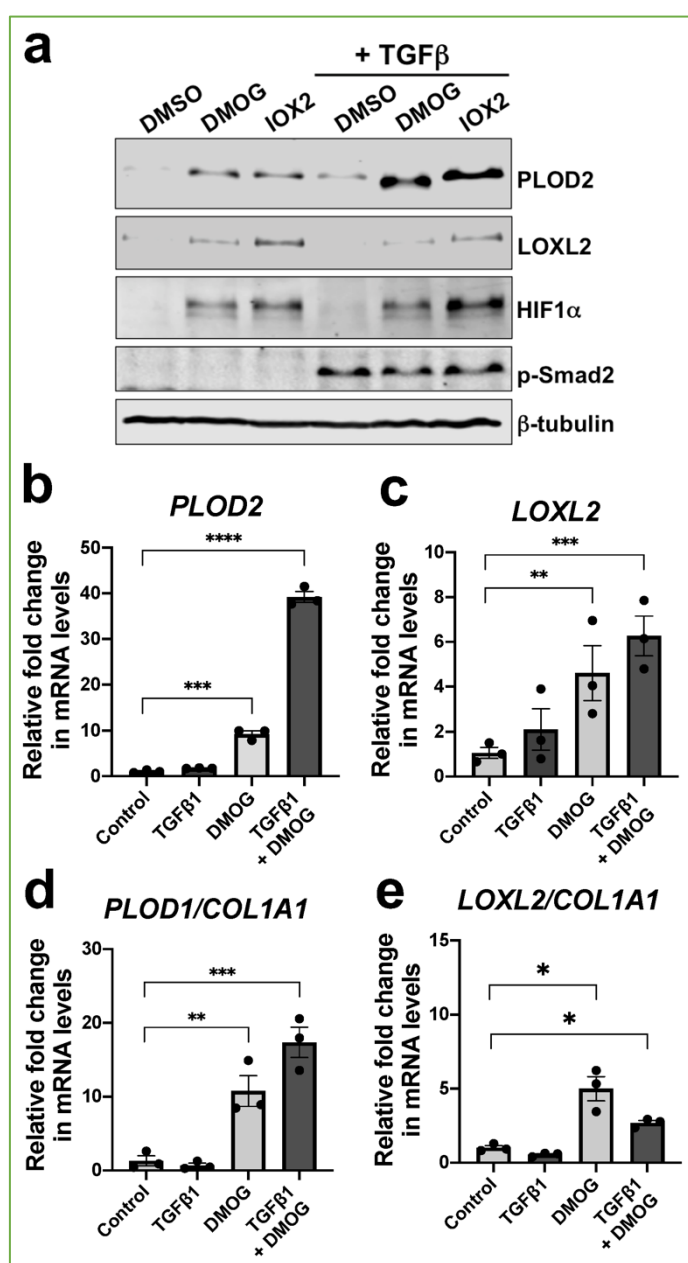 a
+ TGFβ
DMSO DMOG IOX2 DMSO DMOG IOX2
PLOD2
LOXL2
HIF1α
p-Smad2
β-tubulin
b
PLOD2
Relative fold change
in mRNA levels
50
40
30
20
10
0
****
***
Control
TGFβ1
DMOG
TGFβ1
+ DMOG
c
LOXL2
Relative fold change
in mRNA levels
10
8
6
4
2
0
***
**
Control
TGFβ1
DMOG
TGFβ1
+ DMOG
d
PLOD1/COL1A1
Relative fold change
in mRNA levels
30
20
10
0
***
**
Control
TGFβ1
DMOG
TGFβ1
+ DMOG
e
LOXL2/COL1A1
Relative fold change
in mRNA levels
15
10
5
0
*
*
Control
TGFβ1
DMOG
TGFβ1
+ DMOG